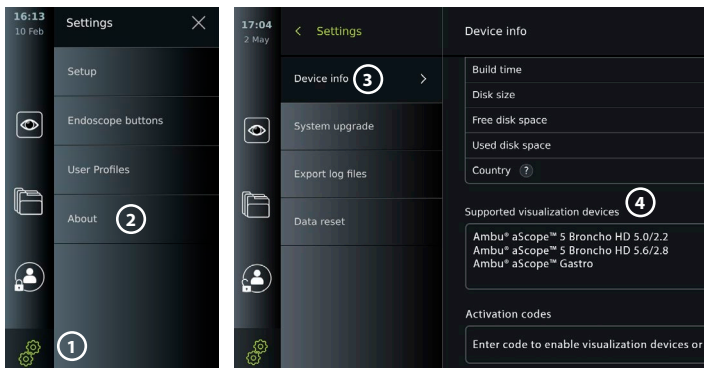 16:13
10 Feb
Settings
Setup
Endoscope buttons
User Profiles
About
2
1
17:04
2 May
Settings
Device info
3
System upgrade
Export log files
Data reset
Device info
Build time
Disk size
Free disk space
Used disk space
Country ?
4
Supported visualization devices
Ambu® aScope™ 5 Broncho HD 5.0/2.2
Ambu® aScope™ 5 Broncho HD 5.6/2.8
Ambu® aScope™ Gastro
Activation codes
Enter code to enable visualization devices or